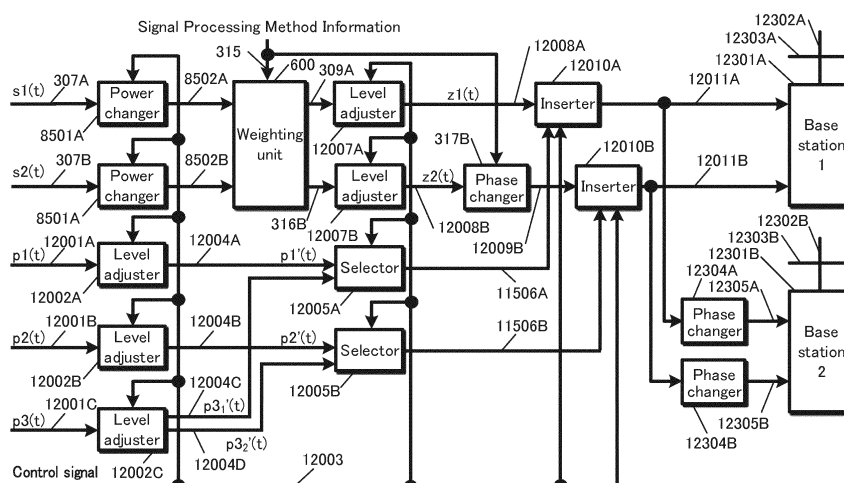 Signal Processing Method Information
12302A
12303A
12301A
12008A
12010A
315
600
309A
12011A
s1(t)
307A
Power changer
8502A
Weighting unit
Level adjuster
z1(t)
Inserter
Base station 1
8501A
12007A
317B
12010B
s2(t)
307B
Power changer
8502B
Level adjuster
z2(t)
Phase changer
Inserter
12011B
8501A
316B
12007B
12008B
12009B
12302B
12303B
12301B
p1(t)
12001A
Level adjuster
12004A
p1'(t)
Selector
12304A
12305A
12002A
12005A
11506A
Phase changer
p2(t)
12001B
Level adjuster
12004B
p2'(t)
Selector
11506B
Base station 2
12002B
12005B
Phase changer
12004C
p3₁'(t)
p3(t)
12001C
Level adjuster
p3₂'(t)
12305B
12304B
12002C
12004D
Control signal
12003